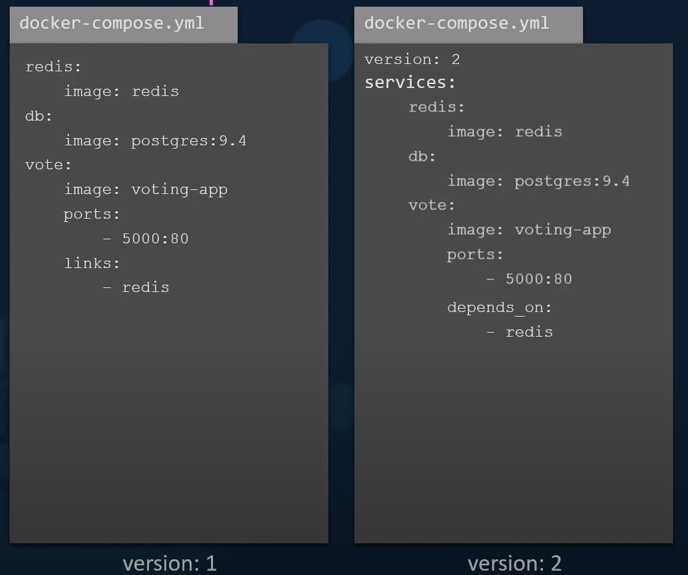 docker-compose.yml
redis:
    image: redis
db:
    image: postgres:9.4
vote:
    image: voting-app
    ports:
        - 5000:80
    links:
        - redis
version: 1
docker-compose.yml
version: 2
services:
    redis:
        image: redis
    db:
        image: postgres:9.4
    vote:
        image: voting-app
        ports:
            - 5000:80
        depends_on:
            - redis
version: 2